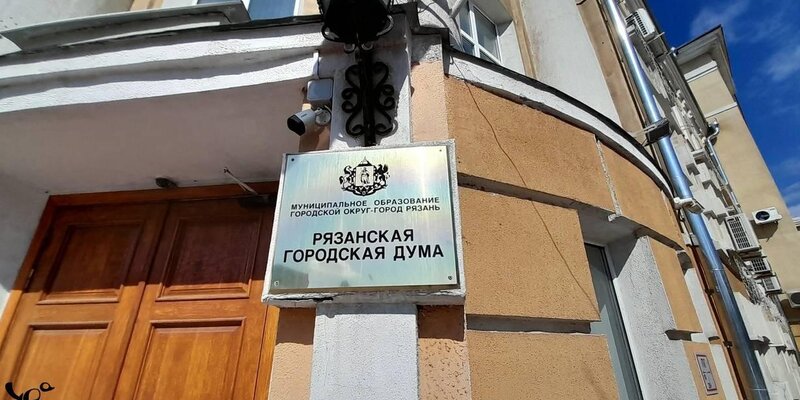 МУНИЦИПАЛЬНОЕ ОБРАЗОВАНИЕ
ГОРОДСКОЙ ОКРУГ-ГОРОД РЯЗАНЬ
РЯЗАНСКАЯ
ГОРОДСКАЯ ДУМА